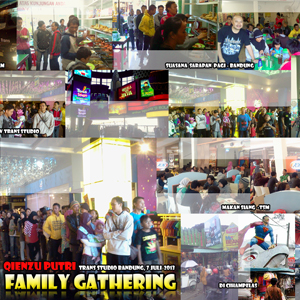 SUASANA SARAPAN PAGI - BANDUNG
N TRANS STUDIO
MAKAN SIANG - TSM
QIENZU PUTRI TRANS STUDIO BANDUNG, 7 JULI 2012
FAMILY GATHERING
DI CIHAMPELAS